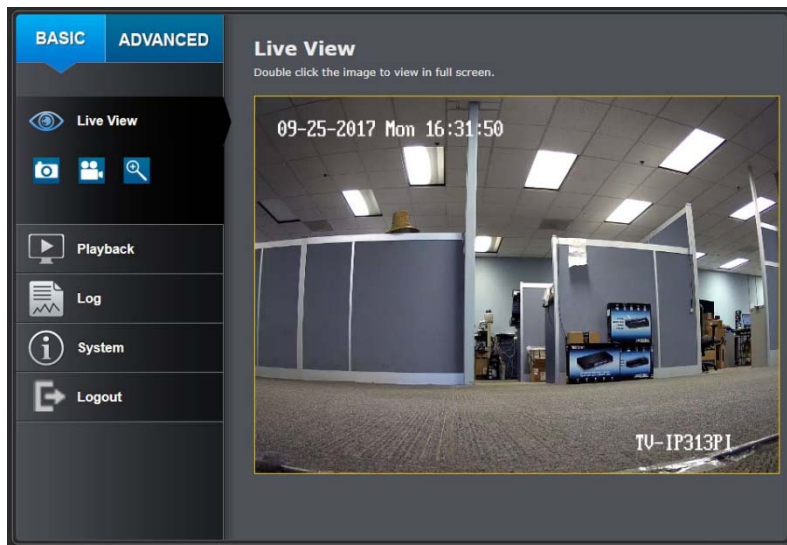 BASIC
ADVANCED
Live View
Playback
Log
System
Logout
Live View
Double click the image to view in full screen.
09-25-2017 Mon 16:31:50
TV-IP313PI